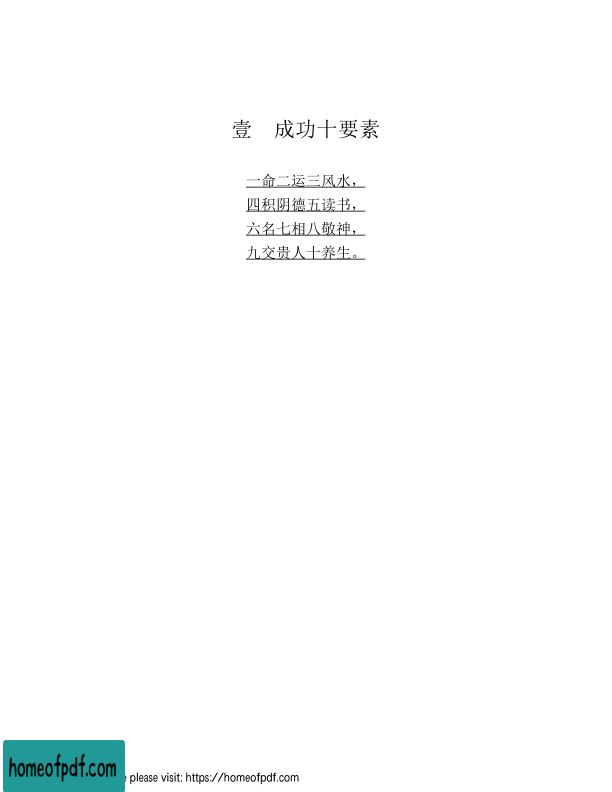 壹　成功十要素
一命二运三风水，
四积阴德五读书，
六名七相八敬神，
九交贵人十养生。
homeofpdf.com
please visit: https://homeofpdf.com